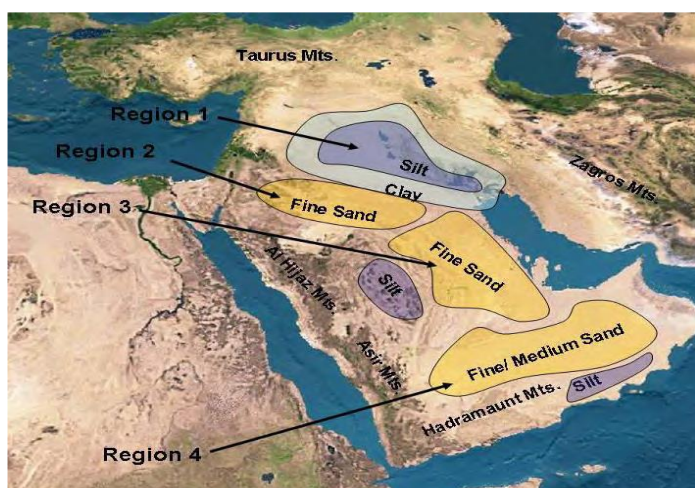 Taurus Mts.
Region 1
Region 2
Silt
Zagros Mts.
Clay
Region 3
Fine Sand
Fine Sand
Al Hijaz Mts.
Silt
Asir Mts.
Fine/ Medium Sand
Silt
Hadramaunt Mts.
Region 4